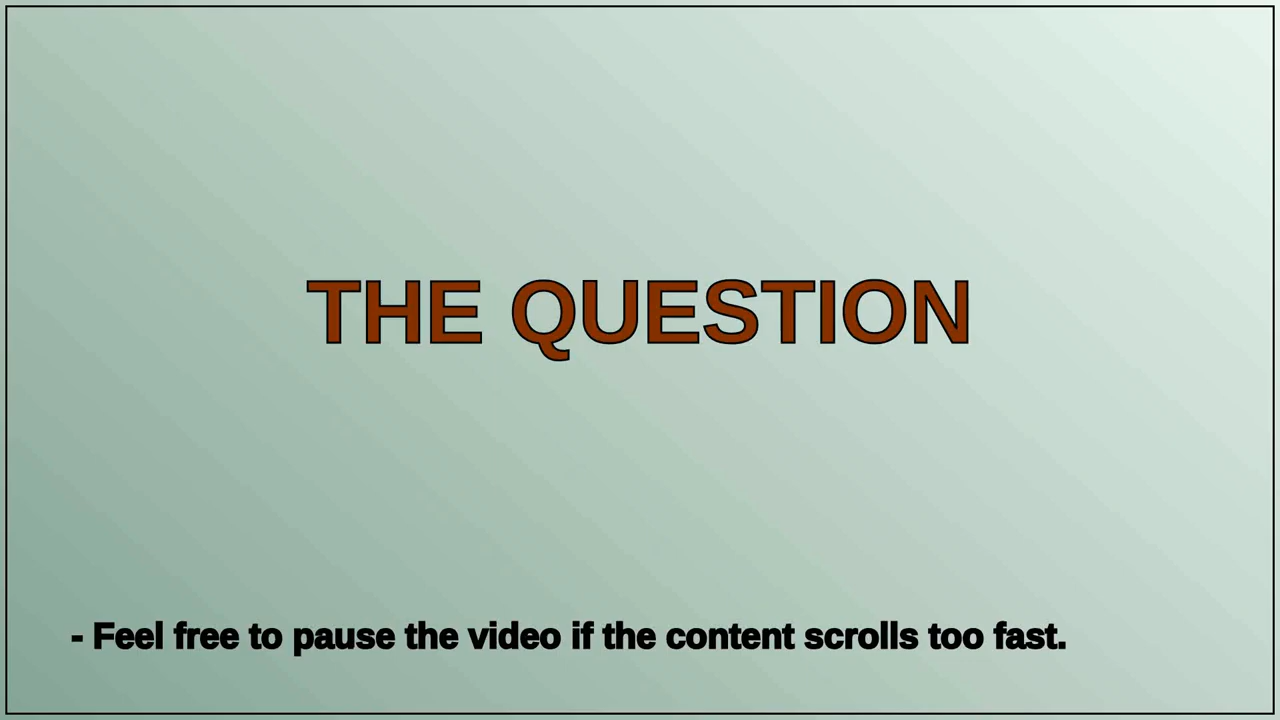 THE QUESTION
- Feel free to pause the video if the content scrolls too fast.